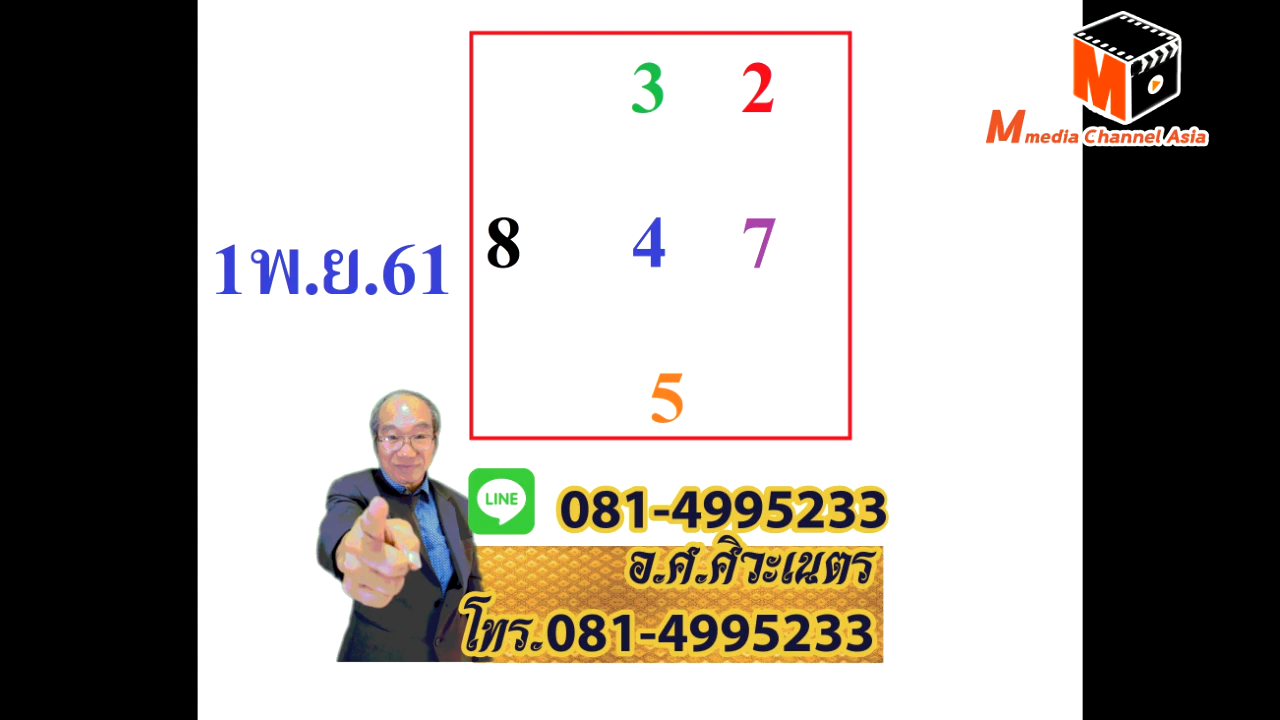 M
Mmedia Channel Asia
3 2
8 4 7
1พ.ย.61
5
LINE 081-4995233
อ.ศ.ศิวะเนตร
โทร.081-4995233